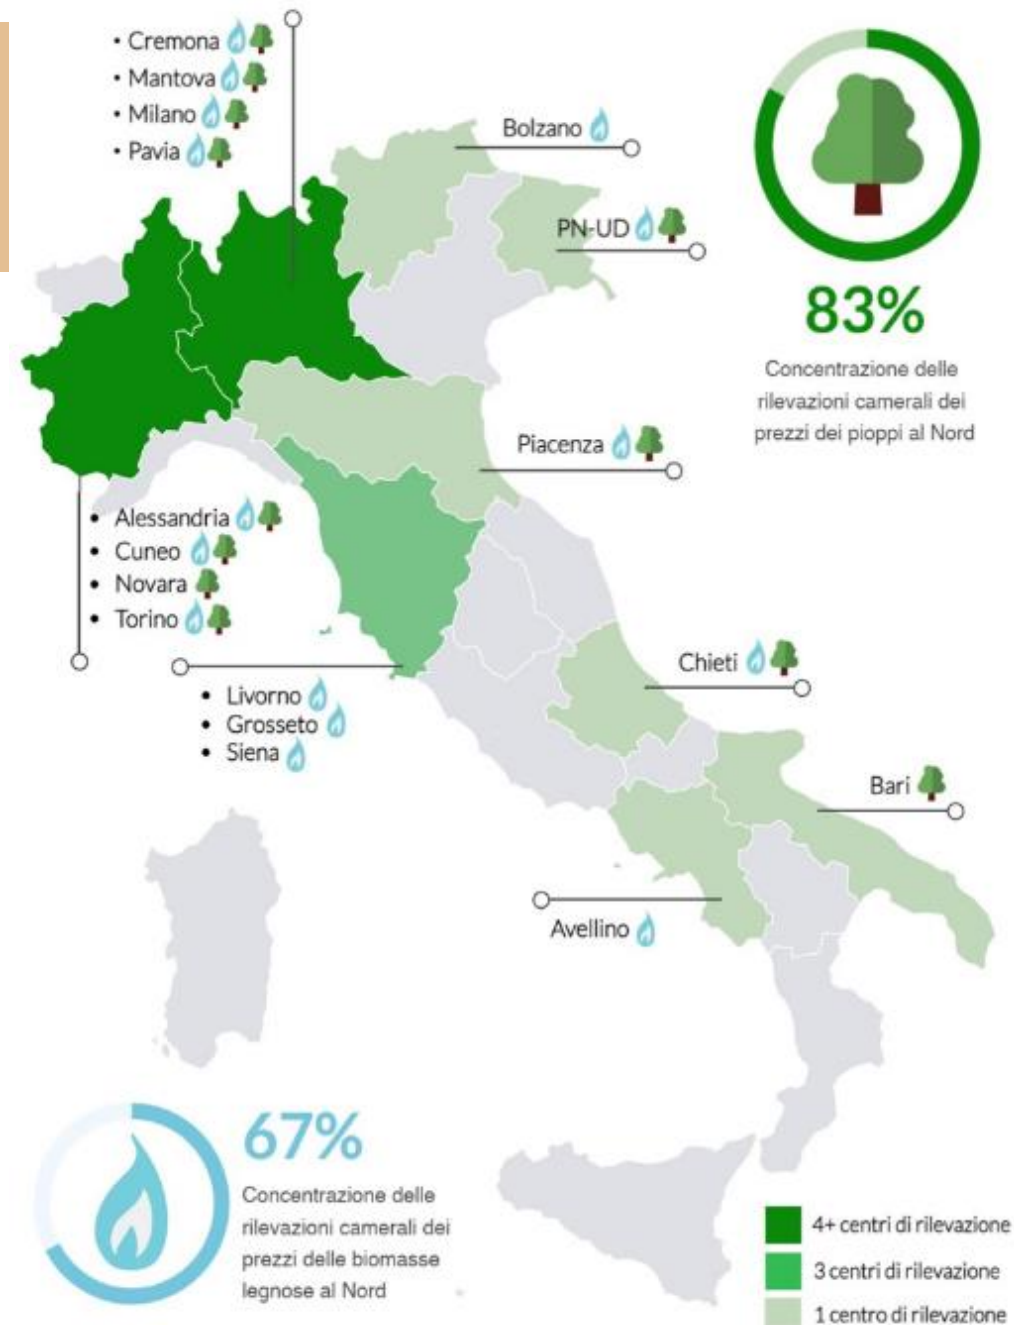 • Cremona
• Mantova
• Milano
• Pavia
Bolzano
PN-UD
83%
Concentrazione delle
rilevazioni camerali dei
prezzi dei pioppi al Nord
Piacenza
• Alessandria
• Cuneo
• Novara
• Torino
• Livorno
• Grosseto
• Siena
Chieti
Bari
Avellino
67%
Concentrazione delle
rilevazioni camerali dei
prezzi delle biomasse
legnose al Nord
4+ centri di rilevazione
3 centri di rilevazione
1 centro di rilevazione